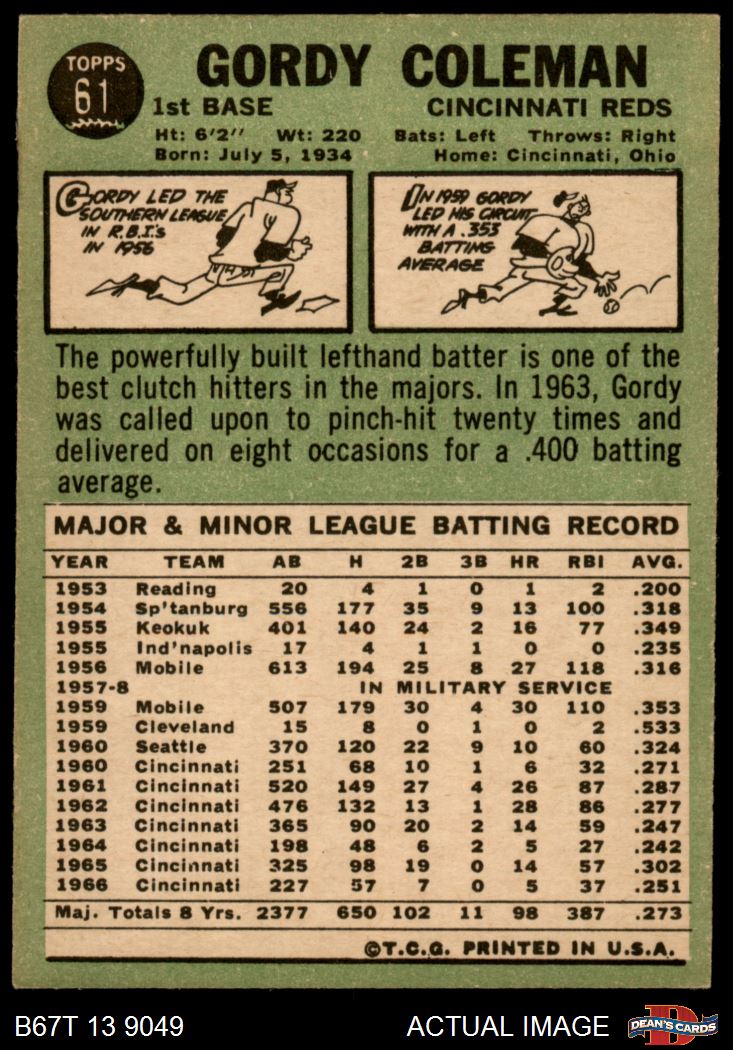 TOPPS
61
GORDY COLEMAN
1st BASE CINCINNATI REDS
Ht: 6'2" Wt: 220 Bats: Left Throws: Right
Born: July 5, 1934 Home: Cincinnati, Ohio
GORDY LED THE
SOUTHERN LEAGUE
IN R.B.I.'s
IN 1956
IN 1959 GORDY
LED HIS CIRCUIT
WITH A .353
BATTING
AVERAGE
The powerfully built lefthand batter is one of the
best clutch hitters in the majors. In 1963, Gordy
was called upon to pinch-hit twenty times and
delivered on eight occasions for a .400 batting
average.
MAJOR & MINOR LEAGUE BATTING RECORD
YEAR TEAM AB H 2B 3B HR RBI AVG.
1953 Reading 20 4 1 0 1 2 .200
1954 Sp'tanburg 556 177 35 9 13 100 .318
1955 Keokuk 401 140 24 2 16 77 .349
1955 Ind'napolis 17 4 1 1 0 0 .235
1956 Mobile 613 194 25 8 27 118 .316
1957-8 IN MILITARY SERVICE
1959 Mobile 507 179 30 4 30 110 .353
1959 Cleveland 15 8 0 1 0 2 .533
1960 Seattle 370 120 22 9 10 60 .324
1960 Cincinnati 251 68 10 1 6 32 .271
1961 Cincinnati 520 149 27 4 26 87 .287
1962 Cincinnati 476 132 13 1 28 86 .277
1963 Cincinnati 365 90 20 2 14 59 .247
1964 Cincinnati 198 48 6 2 5 27 .242
1965 Cincinnati 325 98 19 0 14 57 .302
1966 Cincinnati 227 57 7 0 5 37 .251
Maj. Totals 8 Yrs. 2377 650 102 11 98 387 .273
©T.C.G. PRINTED IN U.S.A.
B67T 13 9049 ACTUAL IMAGE
D
DEAN'S CARDS